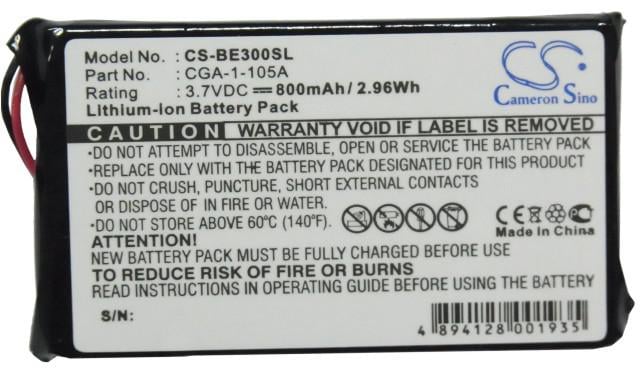 Model No. : CS-BE300SL
Part No. : CGA-1-105A
Rating : 3.7VDC 800mAh/ 2.96Wh
Lithium-Ion Battery Pack
CS
Cameron Sino
CAUTION WARRANTY VOID IF LABEL IS REMOVED
•DO NOT ATTEMPT TO DISASSEMBLE, OPEN OR SERVICE THE BATTERY PACK
•REPLACE ONLY WITH THE BATTERY PACK DESIGNED FOR YOUR PRODUCT
•DO NOT CRUSH, PUNCTURE, SHORT EXTERNAL CONTACTS
OR DISPOSE OF IN FIRE OR WATER.
•DO NOT STORE ABOVE 60℃ (140℉).
CE
Made In China
ATTENTION!
NEW BATTERY PACK MUST BE FULLY CHARGED BEFORE USE
TO REDUCE RISK OF FIRE OR BURNS
READ INSTRUCTION IN OPERATING GUIDE BEFORE USING THE BATTERY.
S/N:
4 894128 001935